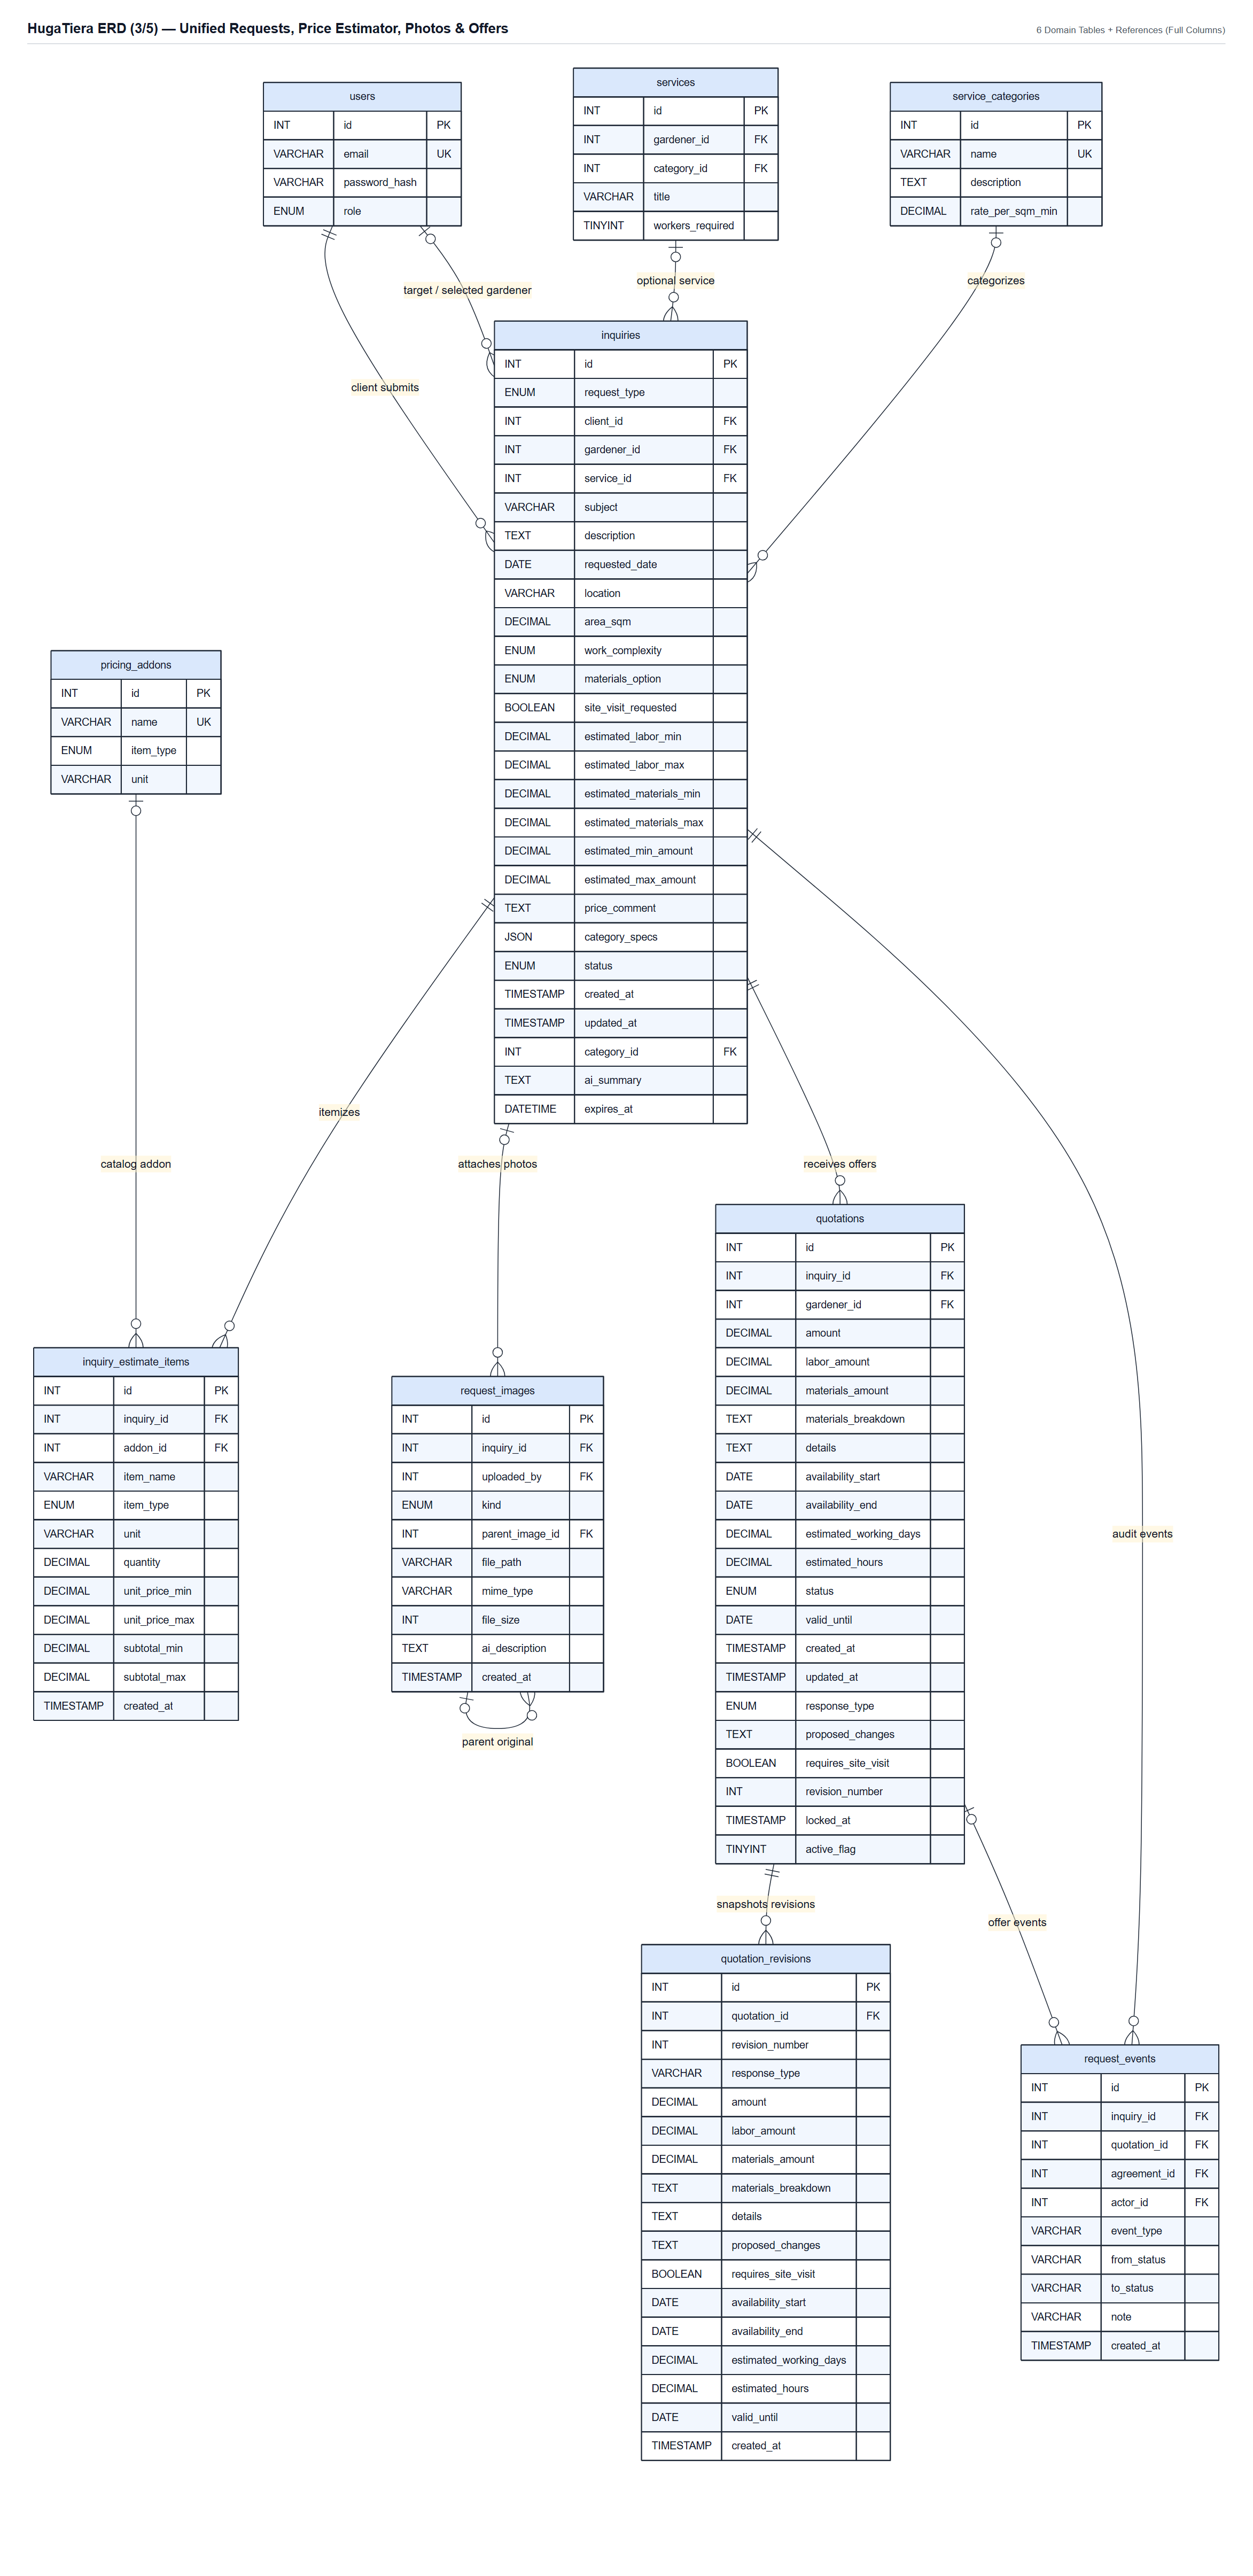 HugaTiera ERD (3/5) — Unified Requests, Price Estimator, Photos & Offers
6 Domain Tables + References (Full Columns)
users
INT id PK
VARCHAR email UK
VARCHAR password_hash
ENUM role
services
INT id PK
INT gardener_id FK
INT category_id FK
VARCHAR title
TINYINT workers_required
service_categories
INT id PK
VARCHAR name UK
TEXT description
DECIMAL rate_per_sqm_min
target / selected gardener
optional service
categorizes
client submits
inquiries
INT id PK
ENUM request_type
INT client_id FK
INT gardener_id FK
INT service_id FK
VARCHAR subject
TEXT description
DATE requested_date
VARCHAR location
DECIMAL area_sqm
ENUM work_complexity
ENUM materials_option
BOOLEAN site_visit_requested
DECIMAL estimated_labor_min
DECIMAL estimated_labor_max
DECIMAL estimated_materials_min
DECIMAL estimated_materials_max
DECIMAL estimated_min_amount
DECIMAL estimated_max_amount
TEXT price_comment
JSON category_specs
ENUM status
TIMESTAMP created_at
TIMESTAMP updated_at
INT category_id FK
TEXT ai_summary
DATETIME expires_at
pricing_addons
INT id PK
VARCHAR name UK
ENUM item_type
VARCHAR unit
itemizes
catalog addon
attaches photos
receives offers
audit events
inquiry_estimate_items
INT id PK
INT inquiry_id FK
INT addon_id FK
VARCHAR item_name
ENUM item_type
VARCHAR unit
DECIMAL quantity
DECIMAL unit_price_min
DECIMAL unit_price_max
DECIMAL subtotal_min
DECIMAL subtotal_max
TIMESTAMP created_at
request_images
INT id PK
INT inquiry_id FK
INT uploaded_by FK
ENUM kind
INT parent_image_id FK
VARCHAR file_path
VARCHAR mime_type
INT file_size
TEXT ai_description
TIMESTAMP created_at
parent original
quotations
INT id PK
INT inquiry_id FK
INT gardener_id FK
DECIMAL amount
DECIMAL labor_amount
DECIMAL materials_amount
TEXT materials_breakdown
TEXT details
DATE availability_start
DATE availability_end
DECIMAL estimated_working_days
DECIMAL estimated_hours
ENUM status
DATE valid_until
TIMESTAMP created_at
TIMESTAMP updated_at
ENUM response_type
TEXT proposed_changes
BOOLEAN requires_site_visit
INT revision_number
TIMESTAMP locked_at
TINYINT active_flag
snapshots revisions
offer events
quotation_revisions
INT id PK
INT quotation_id FK
INT revision_number
VARCHAR response_type
DECIMAL amount
DECIMAL labor_amount
DECIMAL materials_amount
TEXT materials_breakdown
TEXT details
TEXT proposed_changes
BOOLEAN requires_site_visit
DATE availability_start
DATE availability_end
DECIMAL estimated_working_days
DECIMAL estimated_hours
DATE valid_until
TIMESTAMP created_at
request_events
INT id PK
INT inquiry_id FK
INT quotation_id FK
INT agreement_id FK
INT actor_id FK
VARCHAR event_type
VARCHAR from_status
VARCHAR to_status
VARCHAR note
TIMESTAMP created_at